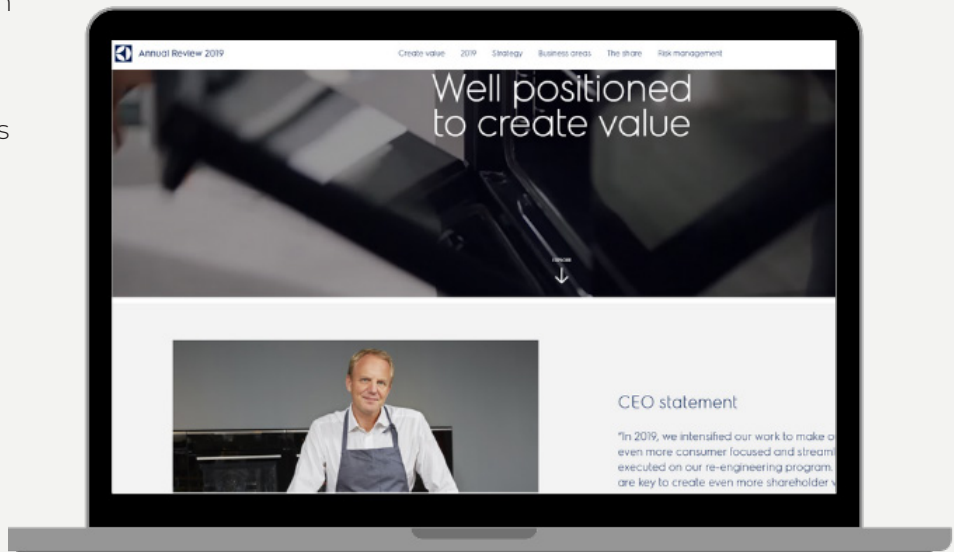 n
s
Annual Review 2019
Create value 2019 Strategy Business areas The share Risk management
Well positioned
to create value
CEO statement
"In 2019, we intensified our work to make o
even more consumer focused and streaml
executed on our re-engineering program.
are key to create even more shareholder v